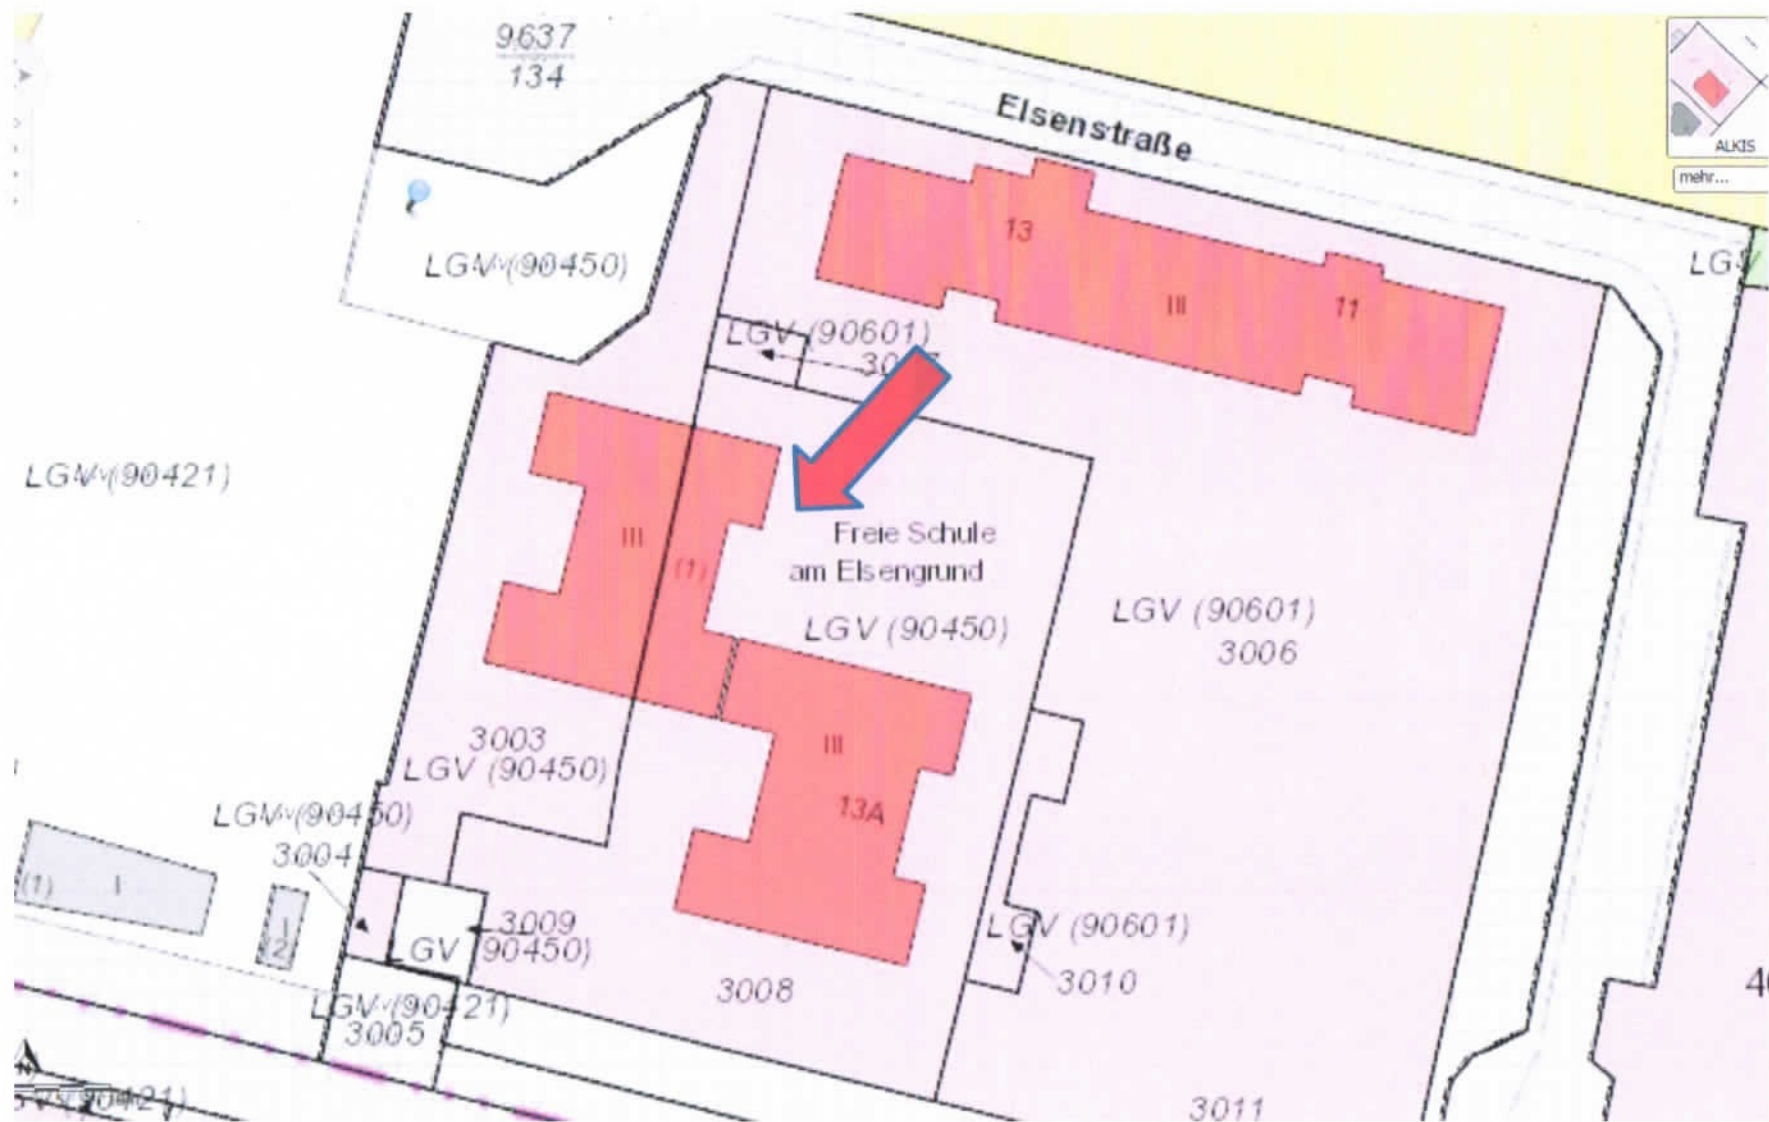 9637
134
Elsenstraße
ALKIS
mehr...
13
LGV (90450)
III
11
LGV (90601)
LGV (90421)
III
(1)
Freie Schule
am Elsengrund
LGV (90450)
LGV (90601)
3006
3003
LGV (90450)
III
13A
LGV (90450)
3004
(1)
I
I
(2)
3009
LGV (90450)
LGV (90601)
3010
3008
LGV (90421)
3005
3011